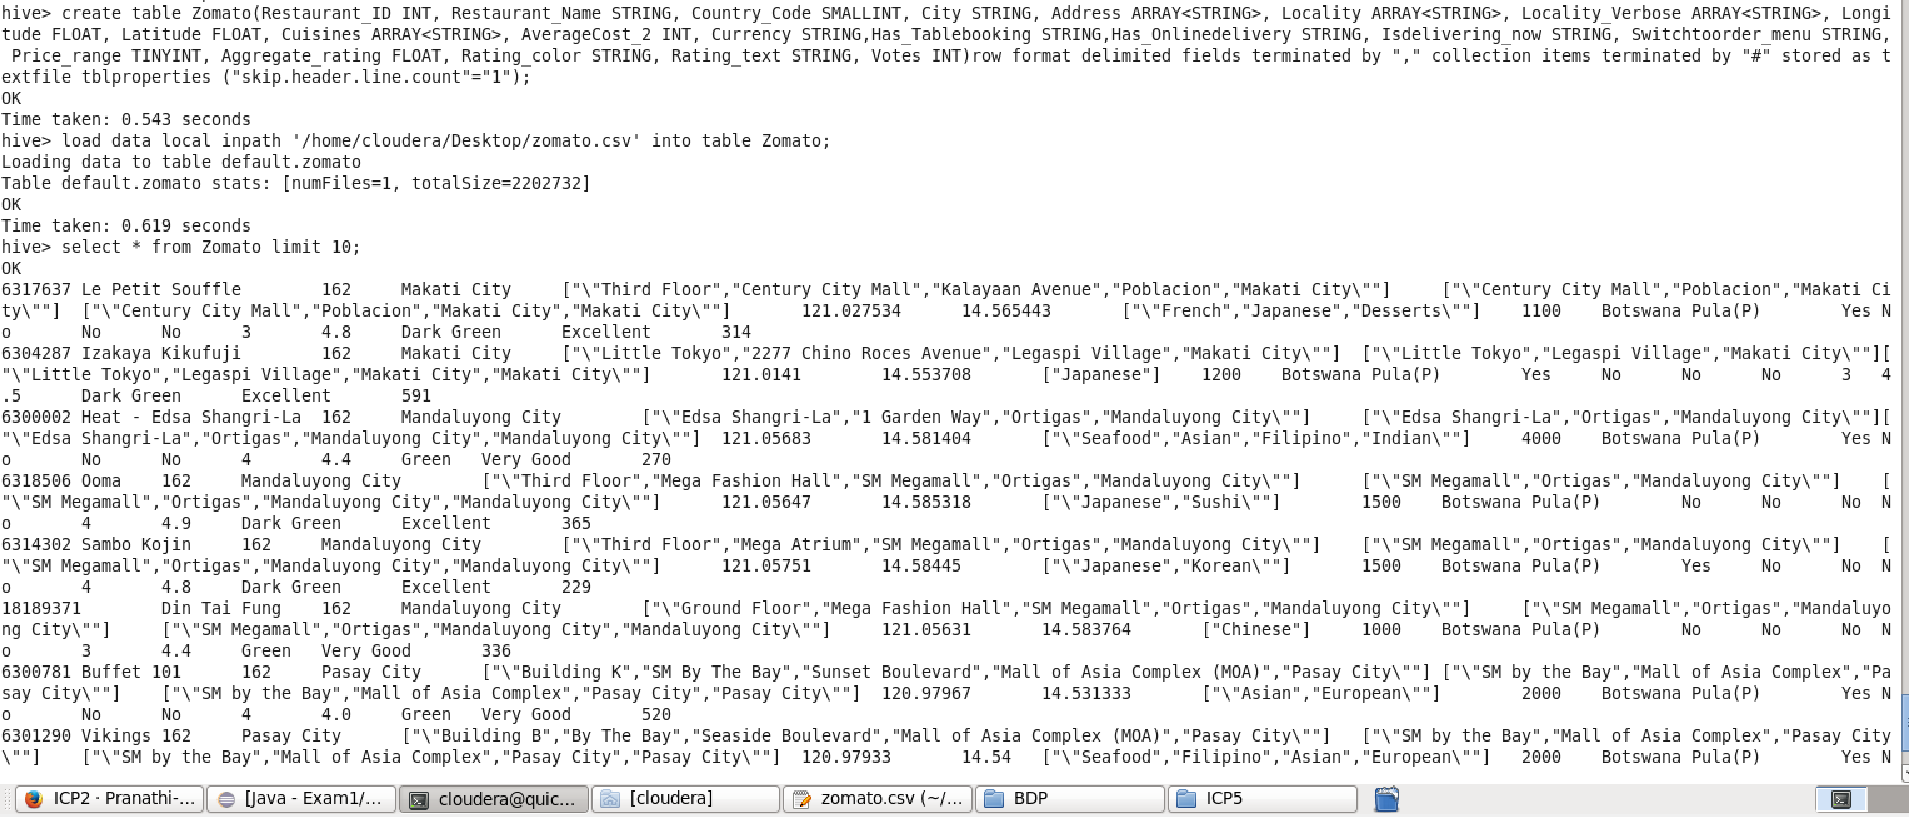 hive> create table Zomato(Restaurant_ID INT, Restaurant_Name STRING, Country_Code SMALLINT, City STRING, Address ARRAY<STRING>, Locality ARRAY<STRING>, Locality_Verbose ARRAY<STRING>, Longi
tude FLOAT, Latitude FLOAT, Cuisines ARRAY<STRING>, AverageCost_2 INT, Currency STRING,Has_Tablebooking STRING,Has_Onlinedelivery STRING, Isdelivering_now STRING, Switchtoorder_menu STRING,
 Price_range TINYINT, Aggregate_rating FLOAT, Rating_color STRING, Rating_text STRING, Votes INT)row format delimited fields terminated by "," collection items terminated by "#" stored as t
extfile tblproperties ("skip.header.line.count"="1");
OK
Time taken: 0.543 seconds
hive> load data local inpath '/home/cloudera/Desktop/zomato.csv' into table Zomato;
Loading data to table default.zomato
Table default.zomato stats: [numFiles=1, totalSize=2202732]
OK
Time taken: 0.619 seconds
hive> select * from Zomato limit 10;
OK
6317637 Le Petit Souffle        162     Makati City     ["\"Third Floor","Century City Mall","Kalayaan Avenue","Poblacion","Makati City\""]     ["\"Century City Mall","Poblacion","Makati Ci
ty\""]  ["\"Century City Mall","Poblacion","Makati City","Makati City\""]       121.027534      14.565443       ["\"French","Japanese","Desserts\""]    1100    Botswana Pula(P)        Yes N
o       No      No      3       4.8     Dark Green      Excellent       314
6304287 Izakaya Kikufuji        162     Makati City     ["\"Little Tokyo","2277 Chino Roces Avenue","Legaspi Village","Makati City\""]  ["\"Little Tokyo","Legaspi Village","Makati City\""][
"\"Little Tokyo","Legaspi Village","Makati City","Makati City\""]       121.0141        14.553708       ["Japanese"]    1200    Botswana Pula(P)        Yes     No      No      No      3   4
.5      Dark Green      Excellent       591
6300002 Heat - Edsa Shangri-La  162     Mandaluyong City        ["\"Edsa Shangri-La","1 Garden Way","Ortigas","Mandaluyong City\""]     ["\"Edsa Shangri-La","Ortigas","Mandaluyong City\""][
"\"Edsa Shangri-La","Ortigas","Mandaluyong City","Mandaluyong City\""]  121.05683       14.581404       ["\"Seafood","Asian","Filipino","Indian\""]     4000    Botswana Pula(P)        Yes N
o       No      No      4       4.4     Green   Very Good       270
6318506 Ooma    162     Mandaluyong City        ["\"Third Floor","Mega Fashion Hall","SM Megamall","Ortigas","Mandaluyong City\""]      ["\"SM Megamall","Ortigas","Mandaluyong City\""]    [
"\"SM Megamall","Ortigas","Mandaluyong City","Mandaluyong City\""]      121.05647       14.585318       ["\"Japanese","Sushi\""]        1500    Botswana Pula(P)        No      No      No  N
o       4       4.9     Dark Green      Excellent       365
6314302 Sambo Kojin     162     Mandaluyong City        ["\"Third Floor","Mega Atrium","SM Megamall","Ortigas","Mandaluyong City\""]    ["\"SM Megamall","Ortigas","Mandaluyong City\""]    [
"\"SM Megamall","Ortigas","Mandaluyong City","Mandaluyong City\""]      121.05751       14.58445        ["\"Japanese","Korean\""]       1500    Botswana Pula(P)        Yes     No      No  N
o       4       4.8     Dark Green      Excellent       229
18189371        Din Tai Fung    162     Mandaluyong City        ["\"Ground Floor","Mega Fashion Hall","SM Megamall","Ortigas","Mandaluyong City\""]     ["\"SM Megamall","Ortigas","Mandaluyo
ng City\""]     ["\"SM Megamall","Ortigas","Mandaluyong City","Mandaluyong City\""]     121.05631       14.583764       ["Chinese"]     1000    Botswana Pula(P)        No      No      No  N
o       3       4.4     Green   Very Good       336
6300781 Buffet 101      162     Pasay City      ["\"Building K","SM By The Bay","Sunset Boulevard","Mall of Asia Complex (MOA)","Pasay City\""] ["\"SM by the Bay","Mall of Asia Complex","Pa
say City\""]    ["\"SM by the Bay","Mall of Asia Complex","Pasay City","Pasay City\""]  120.97967       14.531333       ["\"Asian","European\""]        2000    Botswana Pula(P)        Yes N
o       No      No      4       4.0     Green   Very Good       520
6301290 Vikings 162     Pasay City      ["\"Building B","By The Bay","Seaside Boulevard","Mall of Asia Complex (MOA)","Pasay City\""]   ["\"SM by the Bay","Mall of Asia Complex","Pasay City
\""]    ["\"SM by the Bay","Mall of Asia Complex","Pasay City","Pasay City\""]  120.97933       14.54   ["\"Seafood","Filipino","Asian","European\""]   2000    Botswana Pula(P)        Yes N
ICP2 - Pranathi-... [Java - Exam1/... cloudera@quic... [cloudera] zomato.csv (~/... BDP ICP5